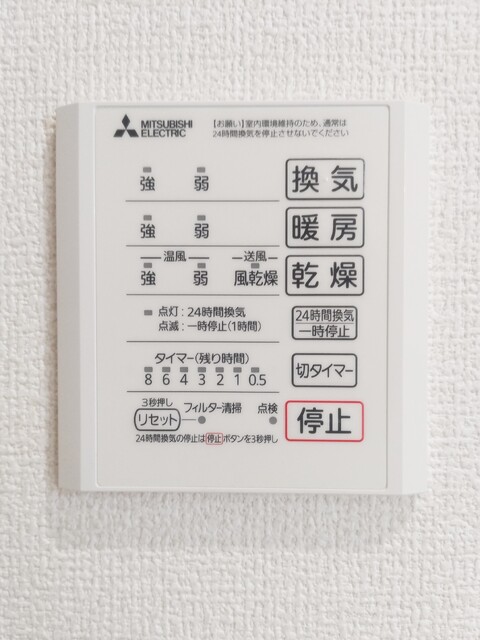 MITSUBISHI
ELECTRIC
【お願い】室内環境維持のため、通常は
24時間換気を停止させないでください
強 弱 換気
強 弱 暖房
温風 送風
強 弱 風乾燥 乾燥
点灯：24時間換気
点滅：一時停止(1時間)
24時間換気
一時停止
タイマー(残り時間)
8 6 4 3 2 1 0.5
切タイマー
3秒押し
リセット フィルター清掃 点検
停止
24時間換気の停止は停止ボタンを3秒押し